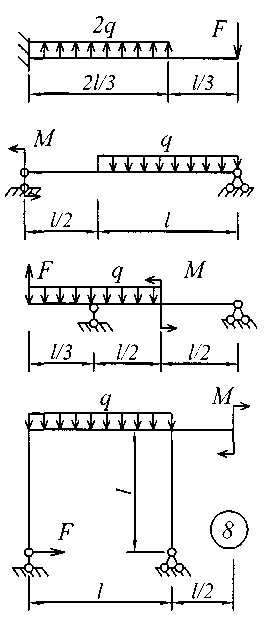 2q F
2l/3 l/3
M q
l/2 l
F q M
l/3 l/2 l/2
q M
l
F 8
l l/2